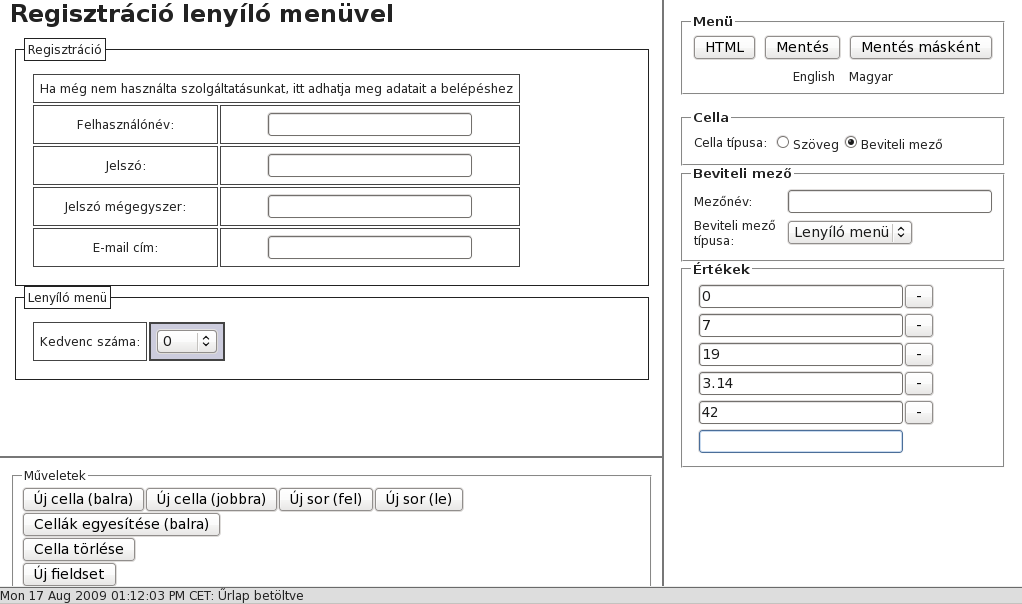 Regisztráció lenyíló menüvel
Regisztráció
Ha még nem használta szolgáltatásunkat, itt adhatja meg adatait a belépéshez
Felhasználónév:
Jelszó:
Jelszó mégegyszer:
E-mail cím:
Lenyíló menü
Kedvenc száma: 0
Műveletek
Új cella (balra) Új cella (jobbra) Új sor (fel) Új sor (le)
Cellák egyesítése (balra)
Cella törlése
Új fieldset
Menü
HTML Mentés Mentés másként
English Magyar
Cella
Cella típusa: Szöveg Beviteli mező
Beviteli mező
Mezőnév:
Beviteli mező típusa: Lenyíló menü
Értékek
0 -
7 -
19 -
3.14 -
42 -
Mon 17 Aug 2009 01:12:03 PM CET: Űrlap betöltve